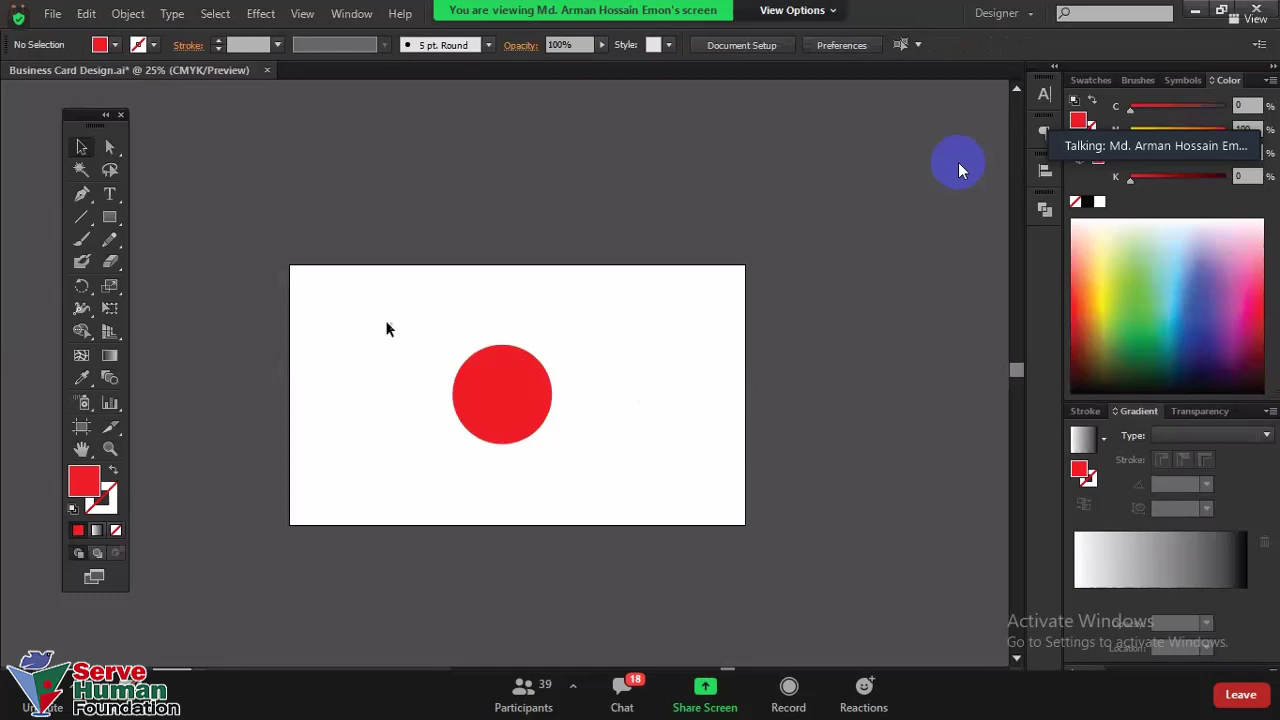 File Edit Object Type Select Effect View Window Help
You are viewing Md. Arman Hossain Emon's screen
View Options
Designer
View
No Selection
Stroke:
5 pt. Round
Opacity: 100%
Style:
Document Setup
Preferences
Business Card Design.ai* @ 25% (CMYK/Preview)
Swatches Brushes Symbols Color
C 0 %
100 %
Talking: Md. Arman Hossain Em...
%
K 0 %
Stroke Gradient Transparency
Type:
Stroke:
Activate Windows
Go to Settings to activate Windows.
Location:
Serve
Human
Foundation
39
Participants
18
Chat
Share Screen
Record
Reactions
Leave